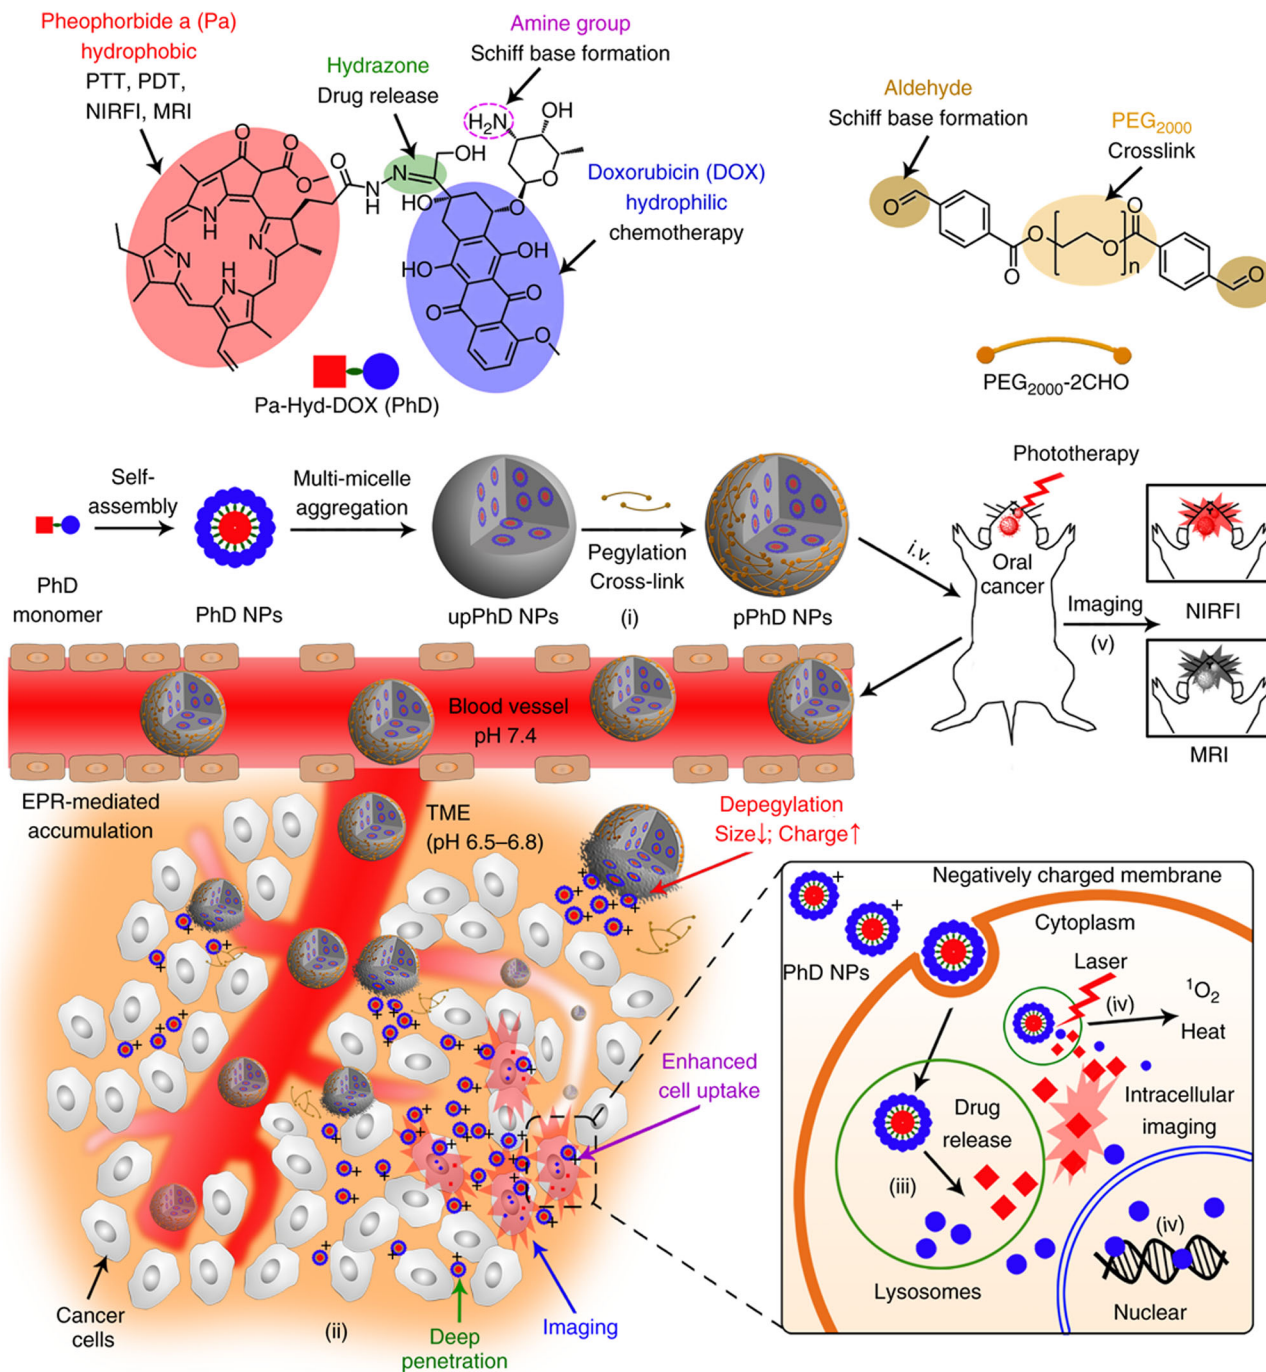 Pheophorbide a (Pa)
hydrophobic
PTT, PDT,
NIRFI, MRI
Hydrazone
Drug release
Amine group
Schiff base formation
Doxorubicin (DOX)
hydrophilic
chemotherapy
Aldehyde
Schiff base formation
PEG2000
Crosslink
O
O
O
NH
N
N
HN
O
N
H
N
OH
H2N
OH
O
O
HO
OH
OH
O
O
O
O
O
O
O
O
O
n
O
Pa-Hyd-DOX (PhD)
PEG2000-2CHO
Self-
assembly
Multi-micelle
aggregation
Pegylation
Cross-link
(i)
PhD
monomer
PhD NPs
upPhD NPs
pPhD NPs
i.v.
Phototherapy
Oral
cancer
Imaging
(v)
NIRFI
MRI
Blood vessel
pH 7.4
EPR-mediated
accumulation
TME
(pH 6.5–6.8)
Depegylation
Size↓; Charge↑
Enhanced
cell uptake
Cancer
cells
(ii)
Deep
penetration
Imaging
Negatively charged membrane
Cytoplasm
PhD NPs
Laser
(iv)
1O2
Heat
Drug
release
(iii)
Intracellular
imaging
Lysosomes
(iv)
Nuclear